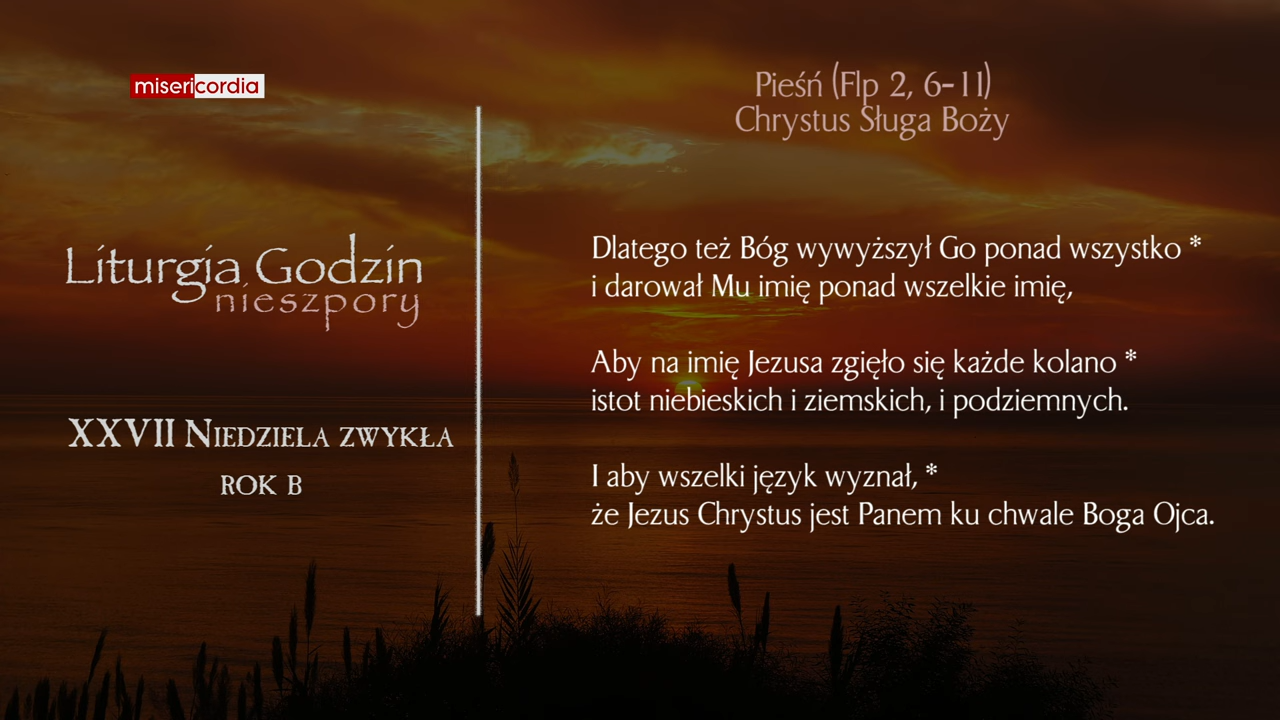 misericordia
Liturgia Godzin
nieszpory
XXVII Niedziela zwykła
rok B
Pieśń (Flp 2, 6-11)
Chrystus Sługa Boży
Dlatego też Bóg wywyższył Go ponad wszystko *
i darował Mu imię ponad wszelkie imię,
Aby na imię Jezusa zgięło się każde kolano *
istot niebieskich i ziemskich, i podziemnych.
I aby wszelki język wyznał, *
że Jezus Chrystus jest Panem ku chwale Boga Ojca.